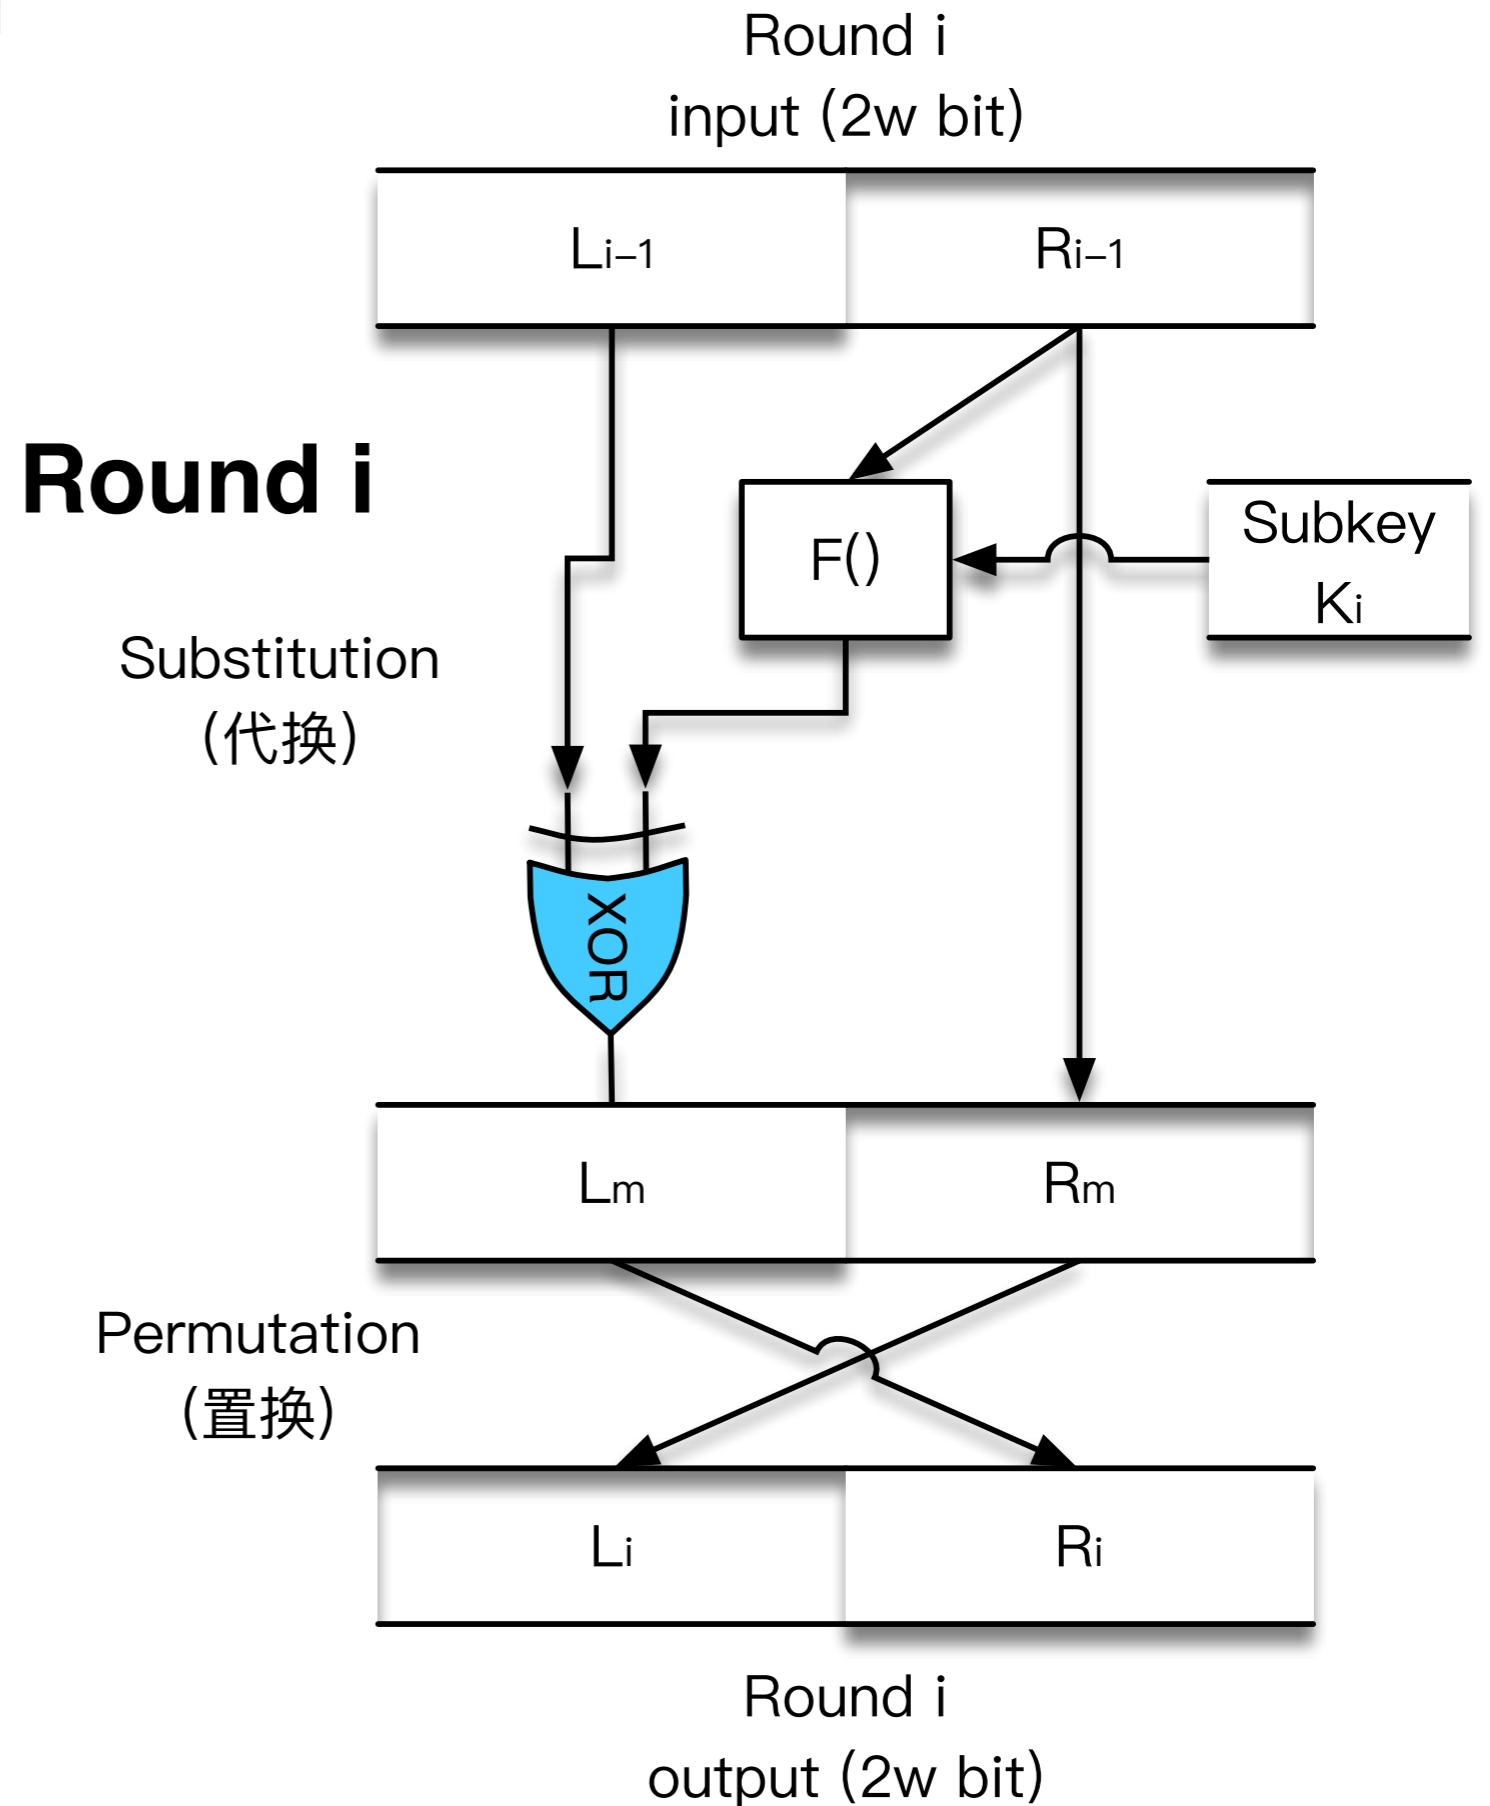 Round i
input (2w bit)
Li−1
Ri−1
Round i
F()
Subkey
Ki
Substitution
(代换)
XOR
Lm
Rm
Permutation
(置换)
Li
Ri
Round i
output (2w bit)